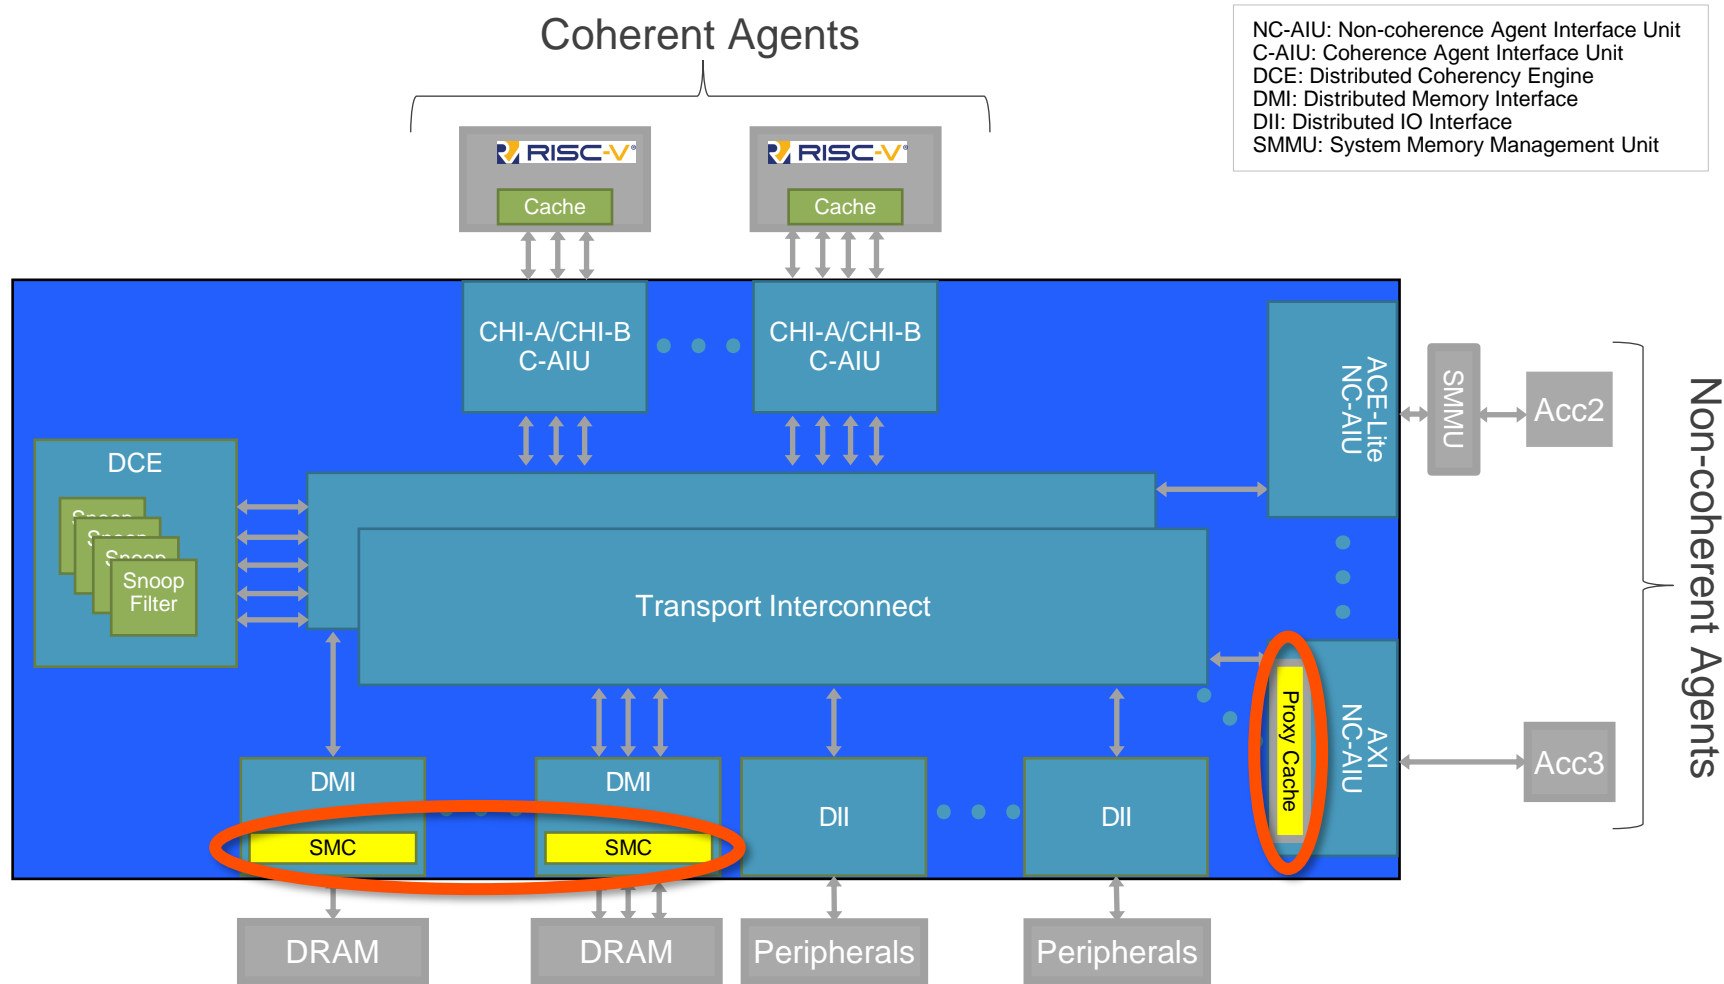 Coherent Agents
NC-AIU: Non-coherence Agent Interface Unit
C-AIU: Coherence Agent Interface Unit
DCE: Distributed Coherency Engine
DMI: Distributed Memory Interface
DII: Distributed IO Interface
SMMU: System Memory Management Unit
RISC-V®
RISC-V®
Cache
Cache
CHI-A/CHI-B
C-AIU
CHI-A/CHI-B
C-AIU
ACE-Lite
NC-AIU
SMMU
Acc2
Non-coherent Agents
DCE
Snoop
Snoop
Snoop
Snoop
Filter
Transport Interconnect
Proxy Cache
AXI
NC-AIU
Acc3
DMI
SMC
DMI
SMC
DII
DII
DRAM
DRAM
Peripherals
Peripherals